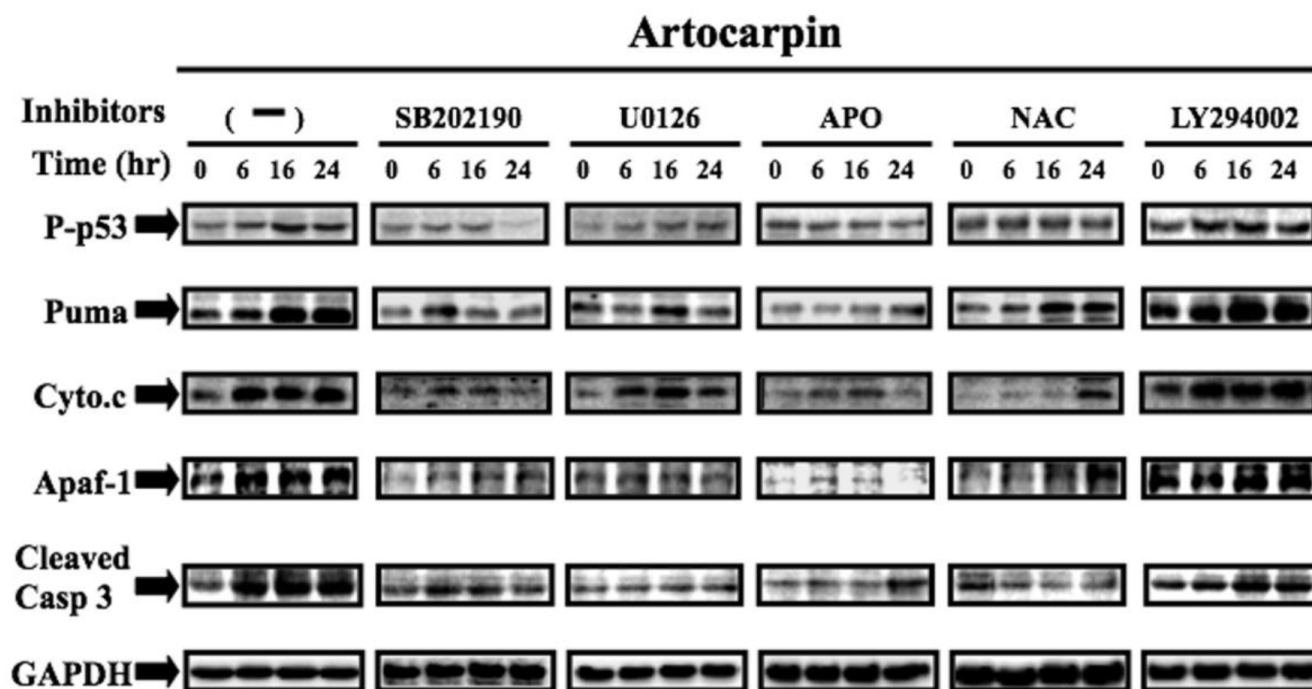 Artocarpin
Inhibitors ( − ) SB202190 U0126 APO NAC LY294002
Time (hr) 0 6 16 24 0 6 16 24 0 6 16 24 0 6 16 24 0 6 16 24 0 6 16 24
P-p53
Puma
Cyto.c
Apaf-1
Cleaved
Casp 3
GAPDH